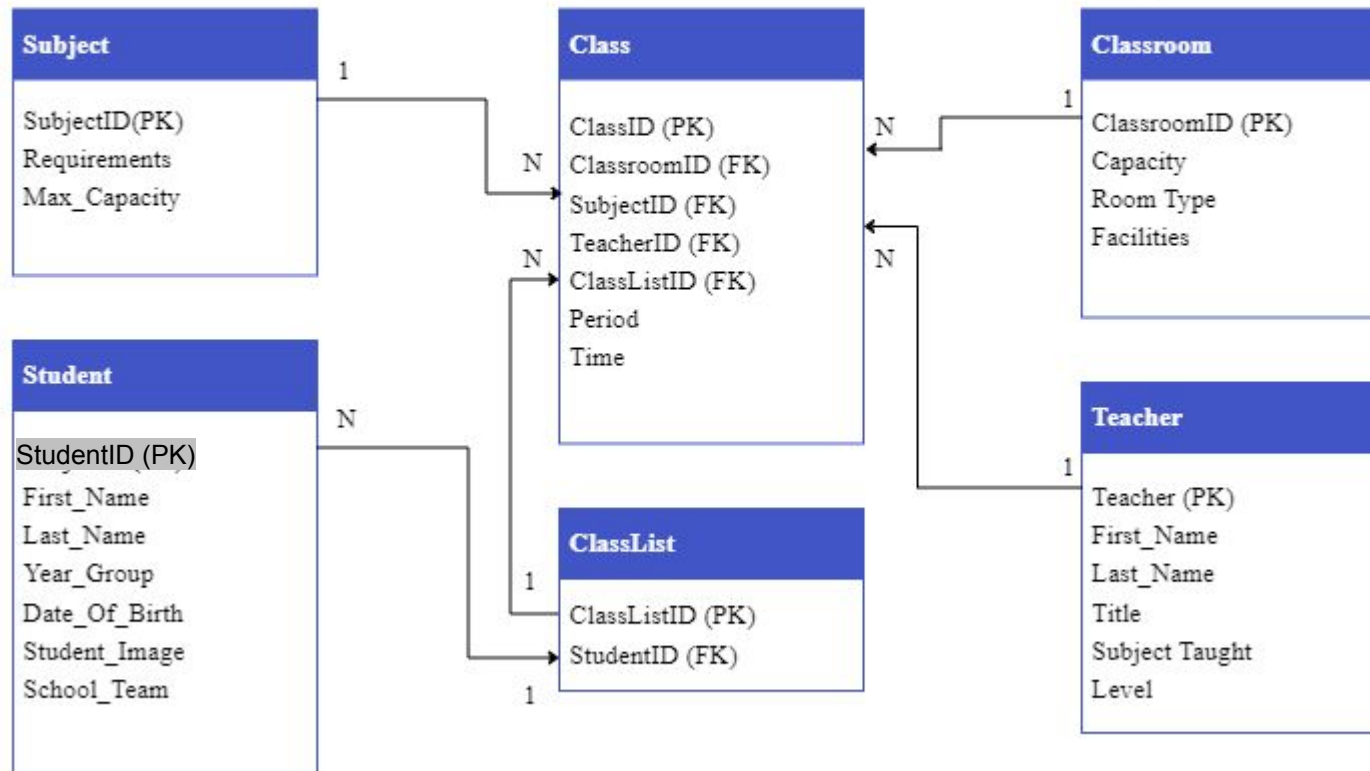 Subject
SubjectID(PK)
Requirements
Max_Capacity
1
N
Class
ClassID (PK)
ClassroomID (FK)
SubjectID (FK)
TeacherID (FK)
ClassListID (FK)
Period
Time
N
N
N
Classroom
1
ClassroomID (PK)
Capacity
Room Type
Facilities
Student
StudentID (PK)
First_Name
Last_Name
Year_Group
Date_Of_Birth
Student_Image
School_Team
N
ClassList
1
ClassListID (PK)
StudentID (FK)
1
Teacher
1
Teacher (PK)
First_Name
Last_Name
Title
Subject Taught
Level